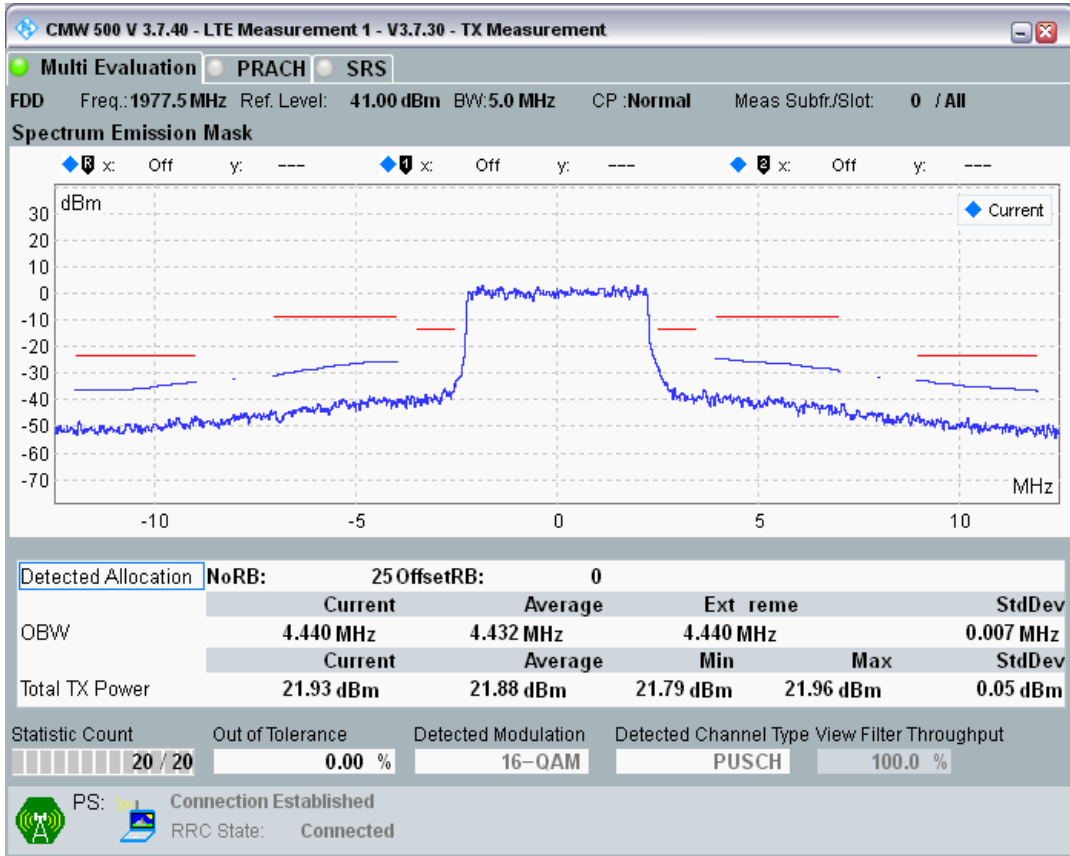 CMW 500 V 3.7.40 - LTE Measurement 1 - V3.7.30 - TX Measurement
Multi Evaluation PRACH SRS
FDD Freq.: 1977.5 MHz Ref. Level: 41.00 dBm BW: 5.0 MHz CP : Normal Meas Subfr./Slot: 0 / All
Spectrum Emission Mask
R x: Off y: --- 1 x: Off y: --- 2 x: Off y: ---
dBm
Current
30
20
10
0
-10
-20
-30
-40
-50
-60
-70
MHz
-10 -5 0 5 10
Detected Allocation NoRB: 25 OffsetRB: 0
Current Average Ext reme StdDev
OBW 4.440 MHz 4.432 MHz 4.440 MHz 0.007 MHz
Current Average Min Max StdDev
Total TX Power 21.93 dBm 21.88 dBm 21.79 dBm 21.96 dBm 0.05 dBm
Statistic Count Out of Tolerance Detected Modulation Detected Channel Type View Filter Throughput
20 / 20 0.00 % 16-QAM PUSCH 100.0 %
PS: Connection Established
RRC State: Connected